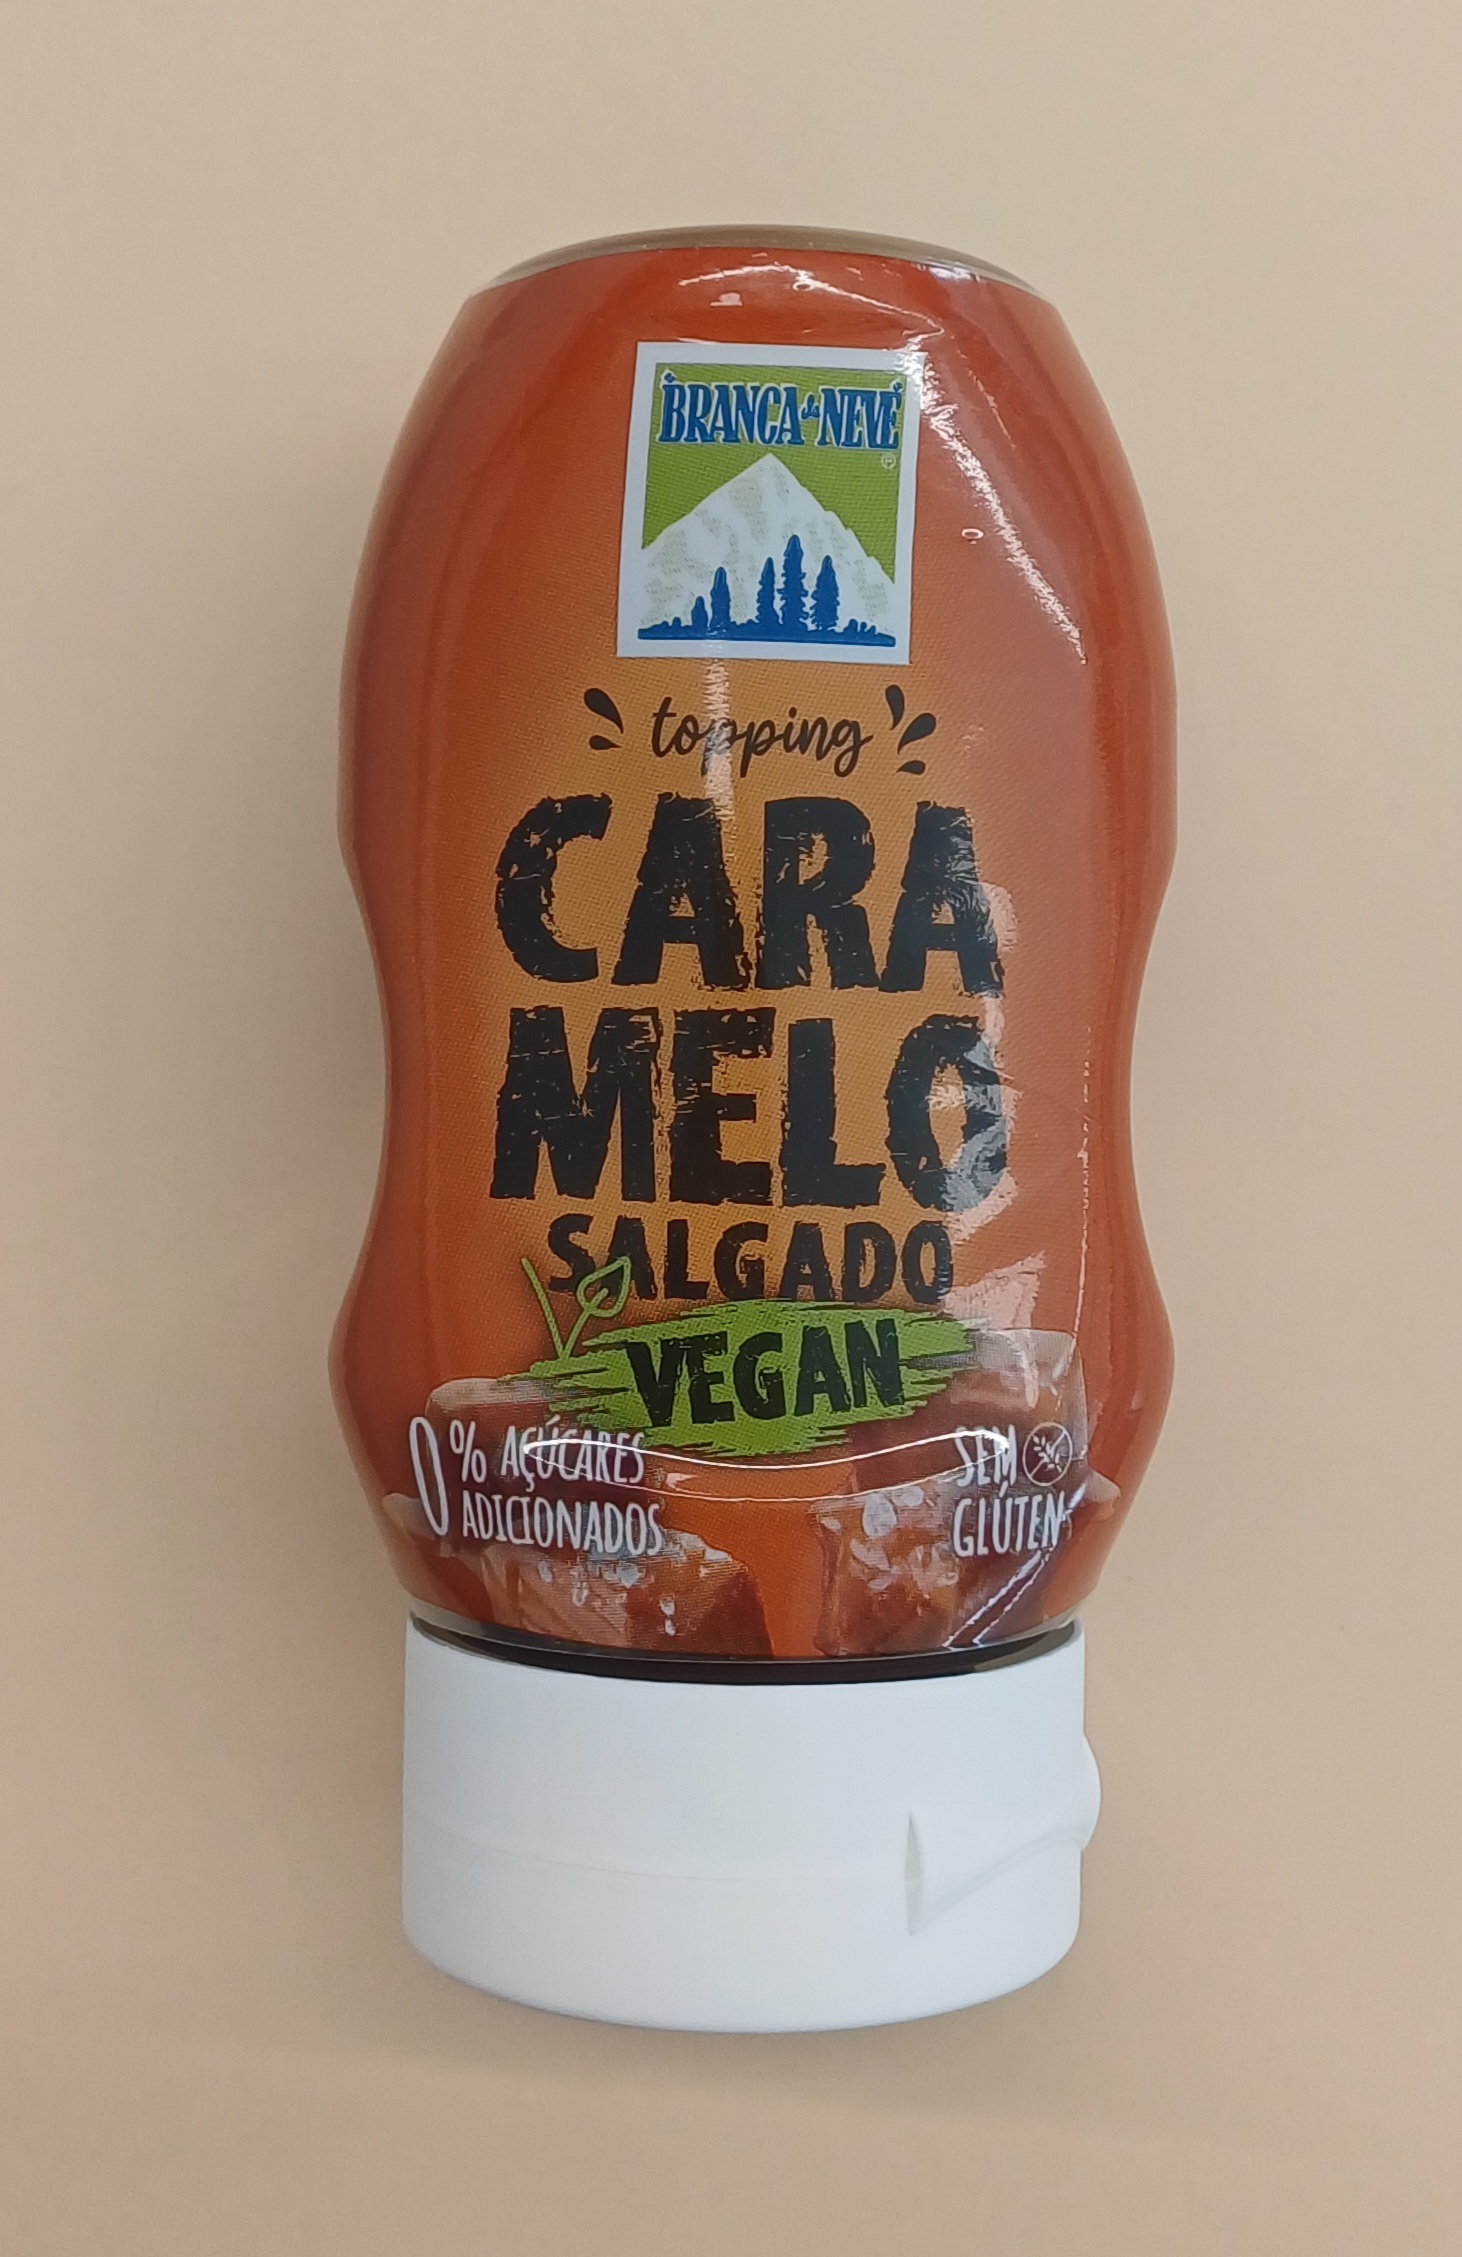 BRANCA de NEVE
®
topping
CARA
MELO
SALGADO
VEGAN
0% AÇÚCARES
ADICIONADOS
SEM
GLÚTEN